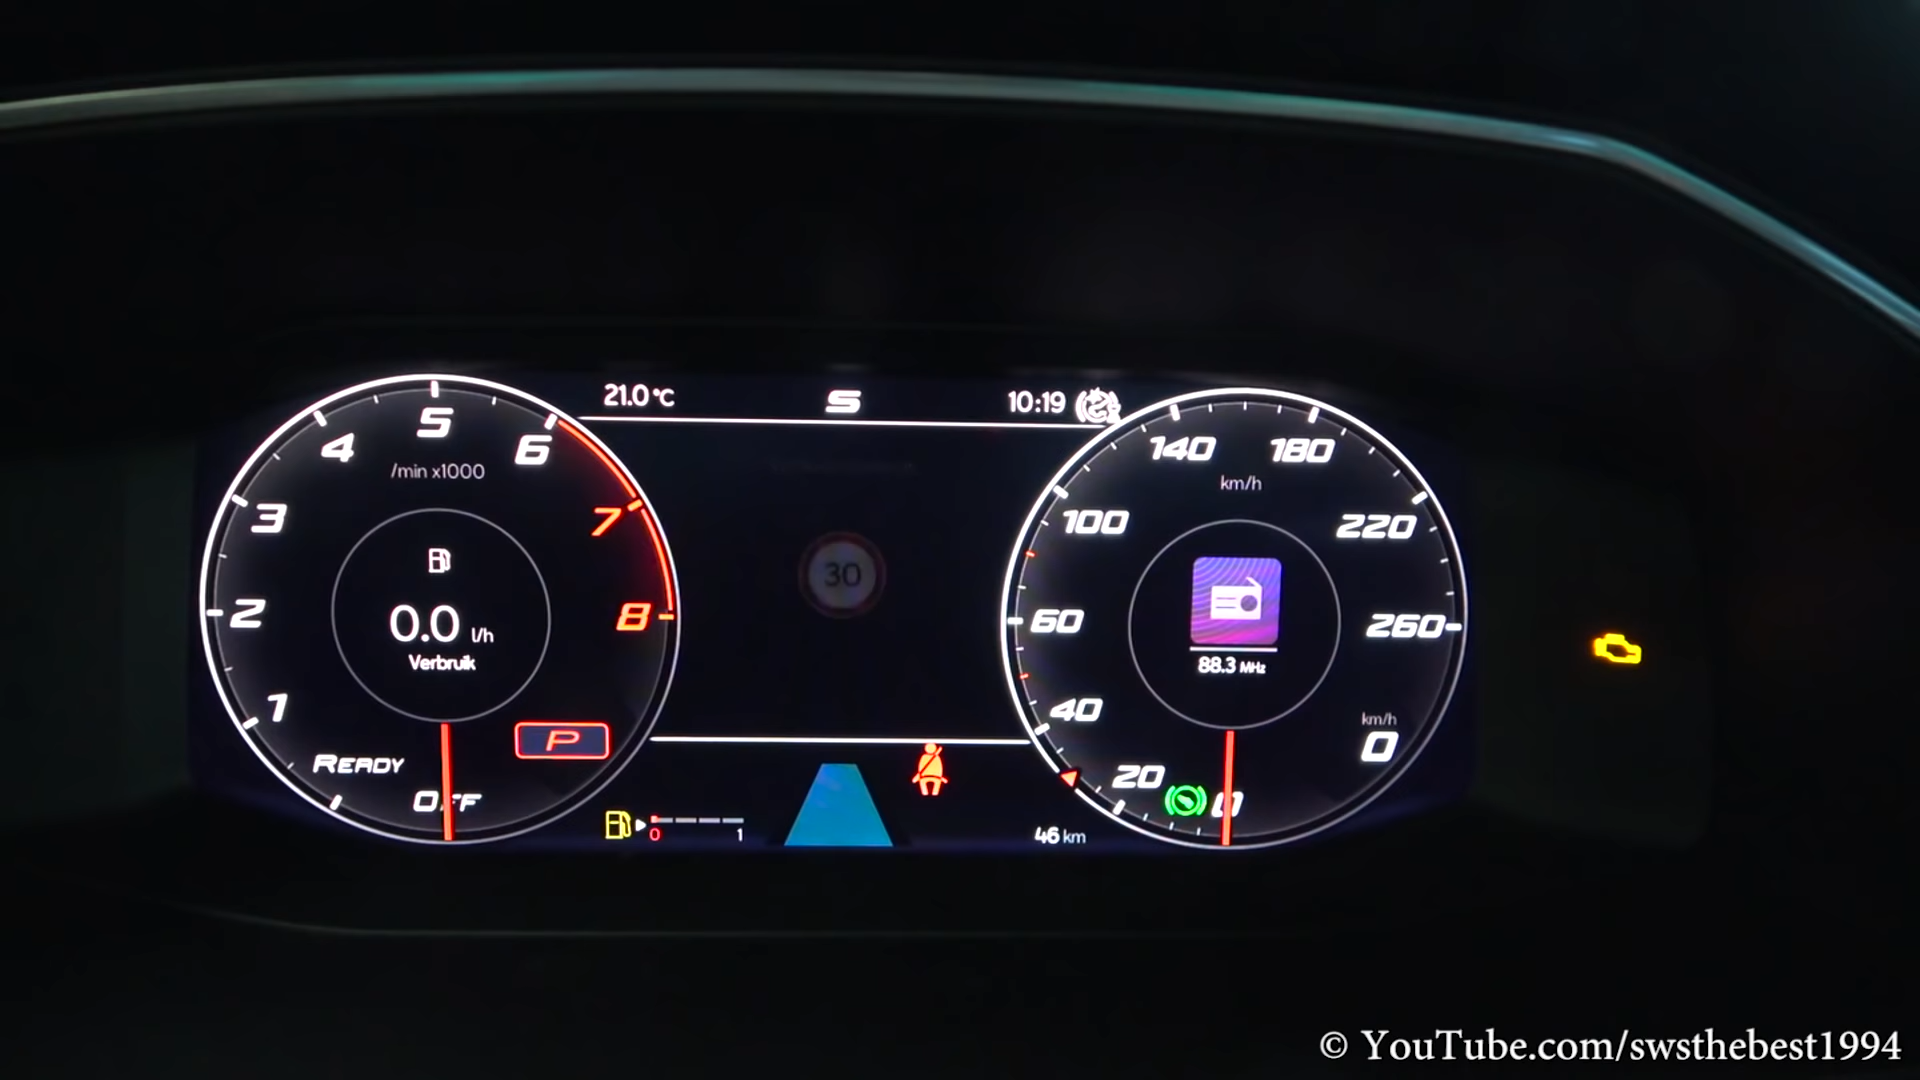 21.0 °C
10:19
1
2
3
4
5
6
7
8
/min x1000
0.0 l/h
Verbruik
P
READY
OFF
30
0
1
46 km
20
40
60
100
140
180
220
260
km/h
88.3 MHz
km/h
0
0
© YouTube.com/swsthebest1994